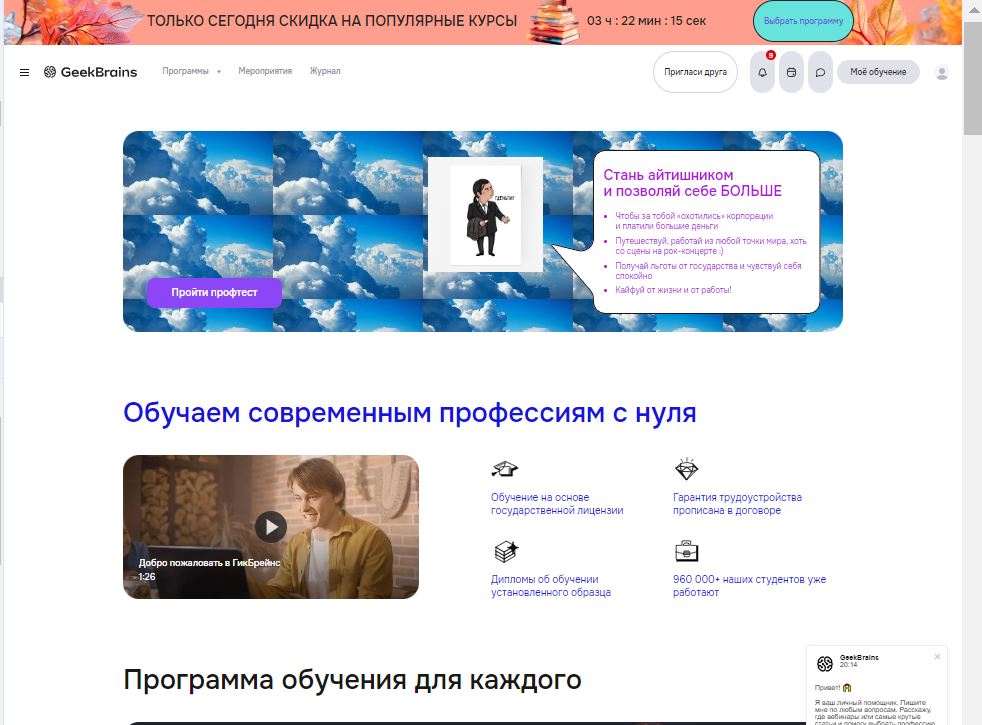 ТОЛЬКО СЕГОДНЯ СКИДКА НА ПОПУЛЯРНЫЕ КУРСЫ
03 ч : 22 мин : 15 сек
Выбрать программу
GeekBrains
Программы
Мероприятия
Журнал
Пригласи друга
9
Моё обучение
Стань айтишником
и позволяй себе БОЛЬШЕ
Чтобы за тобой «охотились» корпорации
и платили большие деньги
Путешествуй, работай из любой точки мира, хоть
со сцены на рок-концерте :)
Получай льготы от государства и чувствуй себя
спокойно
Кайфуй от жизни и от работы!
Пройти профтест
Обучаем современным профессиям с нуля
Добро пожаловать в ГикБрейнс
1:26
Обучение на основе
государственной лицензии
Гарантия трудоустройства
прописана в договоре
Дипломы об обучении
установленного образца
960 000+ наших студентов уже
работают
Программа обучения для каждого
GeekBrains
20:14
Привет!
Я ваш личный помощник. Пишите
мне по любым вопросам. Расскажу,
где вебинары или самые крутые
статьи и помогу выбрать профессию